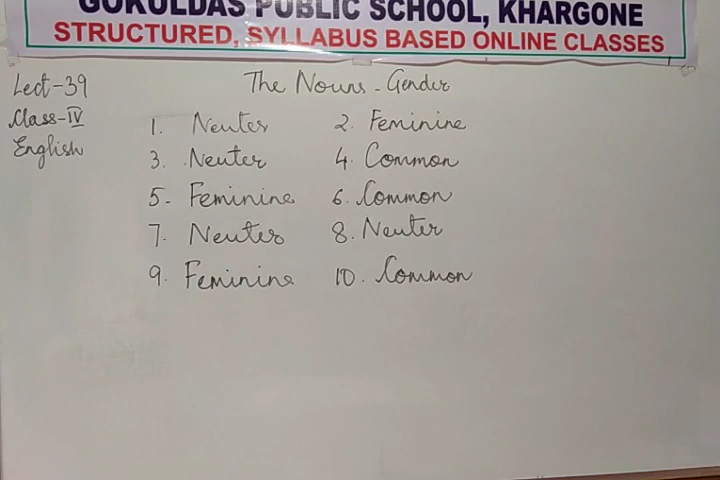 GOKULDAS PUBLIC SCHOOL, KHARGONE
STRUCTURED, SYLLABUS BASED ONLINE CLASSES
Lect-39 The Nouns - Gender
Class-IV
English
1. Neuter 2. Feminine
3. Neuter 4. Common
5- Feminine 6. Common
7. Neuter 8. Neuter
9. Feminine 10. Common